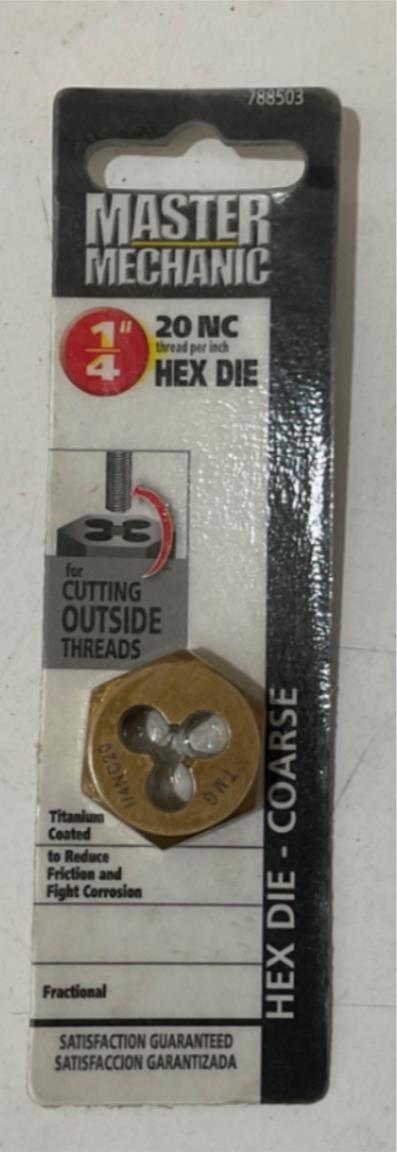 788503
MASTER
MECHANIC
1"
4
20 NC
thread per inch
HEX DIE
for
CUTTING
OUTSIDE
THREADS
1/4NC20
TMG
Titanium
Coated
to Reduce
Friction and
Fight Corrosion
Fractional
HEX DIE - COARSE
SATISFACTION GUARANTEED
SATISFACCION GARANTIZADA